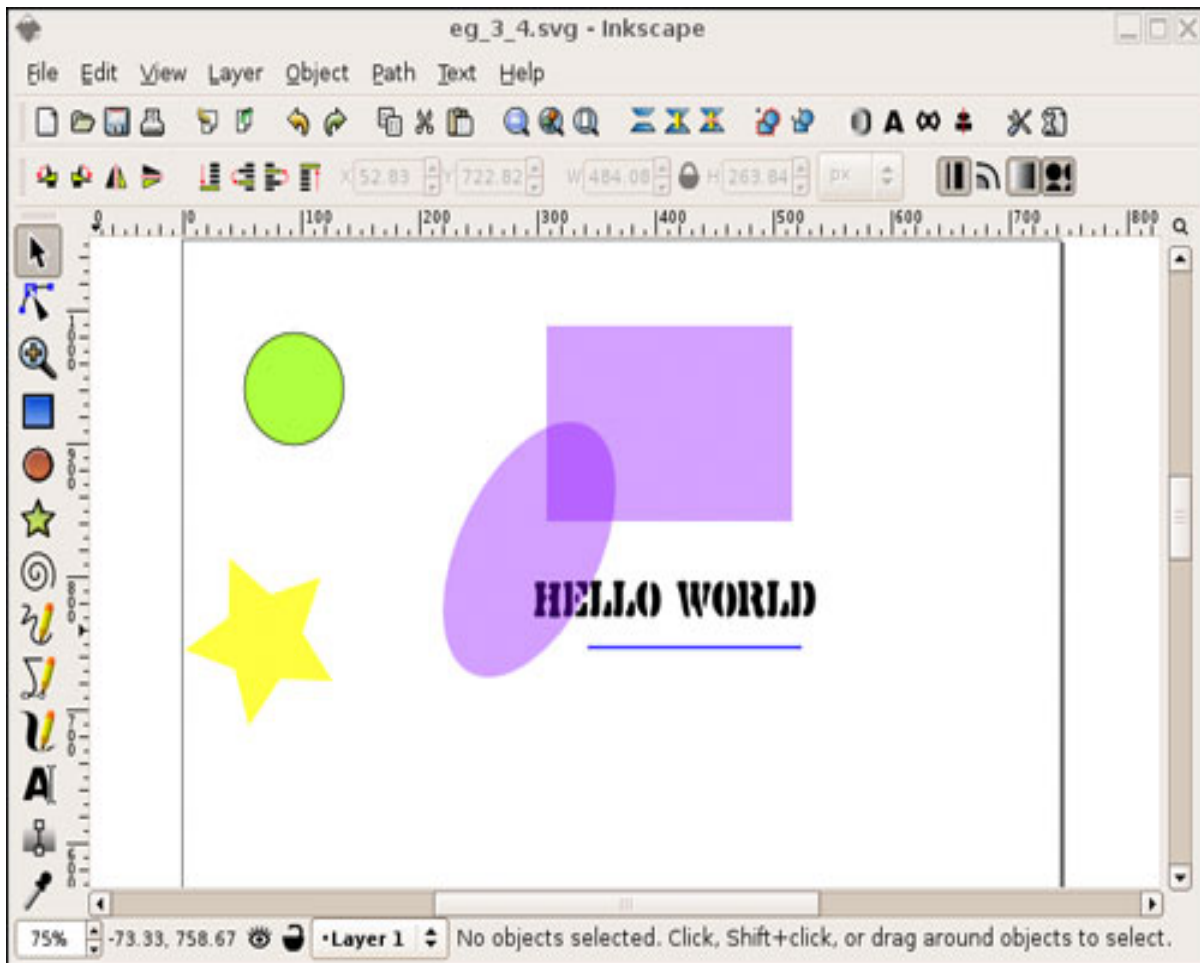 eg_3_4.svg - Inkscape
File Edit View Layer Object Path Text Help
X 52.83 Y 722.82 W 484.08 H 263.84 px
0 100 200 300 400 500 600 700 800
HELLO WORLD
75% -73.33, 758.67 •Layer 1 No objects selected. Click, Shift+click, or drag around objects to select.